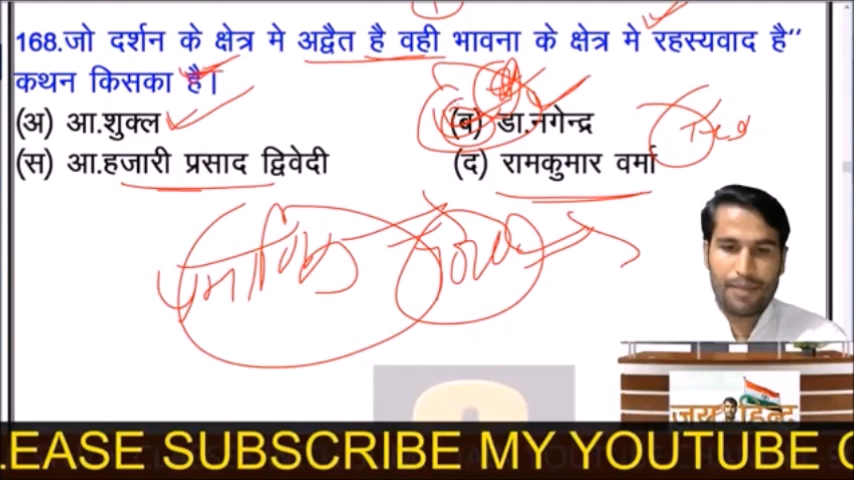 168.जो दर्शन के क्षेत्र मे अद्वैत है वही भावना के क्षेत्र मे रहस्यवाद है”
कथन किसका है।
(अ) आ.शुक्ल (ब) डा.नगेन्द्र
(स) आ.हजारी प्रसाद द्विवेदी (द) रामकुमार वर्मा
जय हिन्द
LEASE SUBSCRIBE MY YOUTUBE C